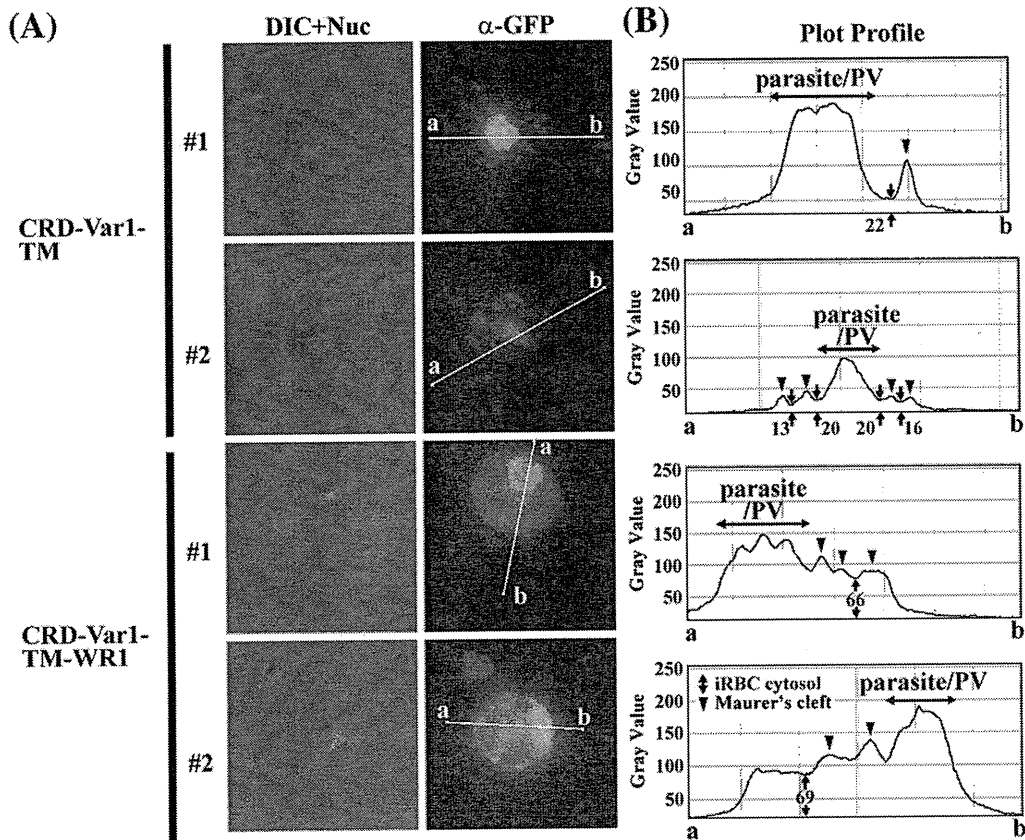 (A)
DIC+Nuc
α-GFP
CRD-Var1-
TM
#1
a
b
#2
a
b
CRD-Var1-
TM-WR1
#1
a
b
#2
a
b
(B)
Plot Profile
Gray Value
250
200
150
100
50
parasite/PV
22
a
b
Gray Value
250
200
150
100
50
parasite
/PV
13
20
20
16
a
b
Gray Value
250
200
150
100
50
parasite
/PV
66
a
b
Gray Value
250
200
150
100
50
iRBC cytosol
Maurer's cleft
parasite/PV
69
a
b